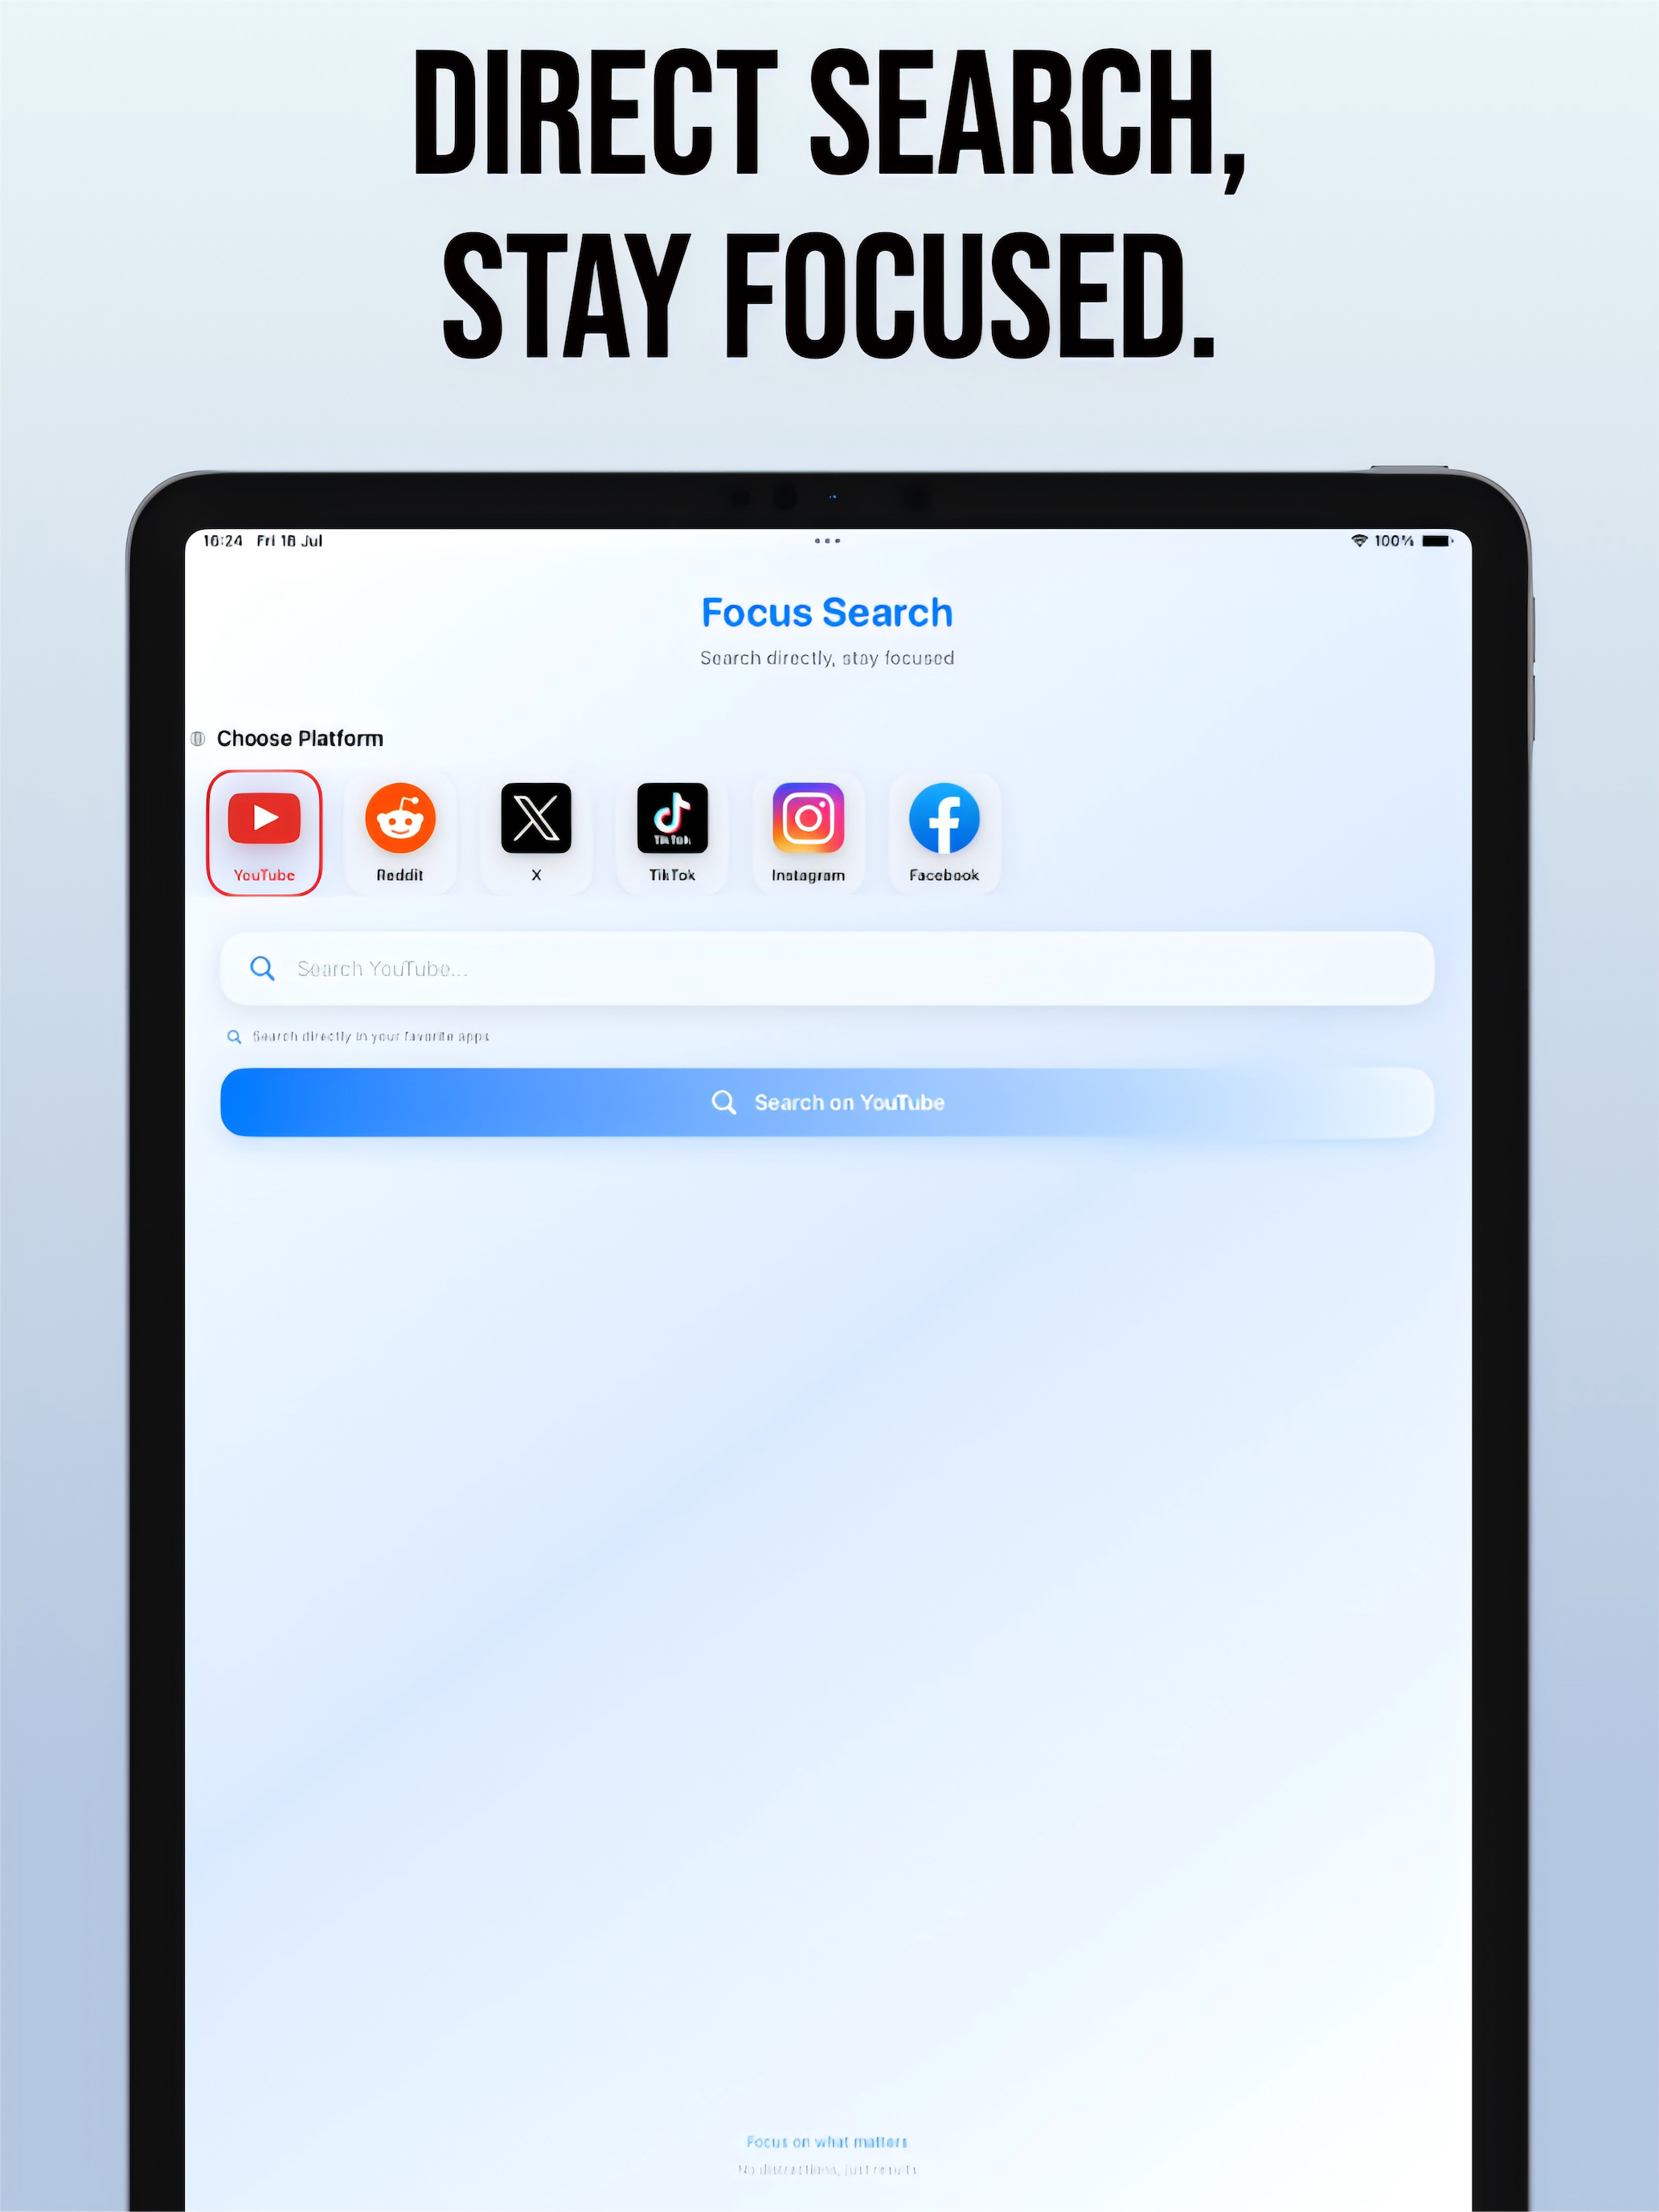 DIRECT SEARCH,
STAY FOCUSED.
16:24 Fri 18 Jul
100%
Focus Search
Search directly, stay focused
Choose Platform
YouTube
Reddit
X
TikTok
TikTok
Instagram
Facebook
Search YouTube...
Search directly in your favorite apps
Search on YouTube
Focus on what matters
No distractions, just results